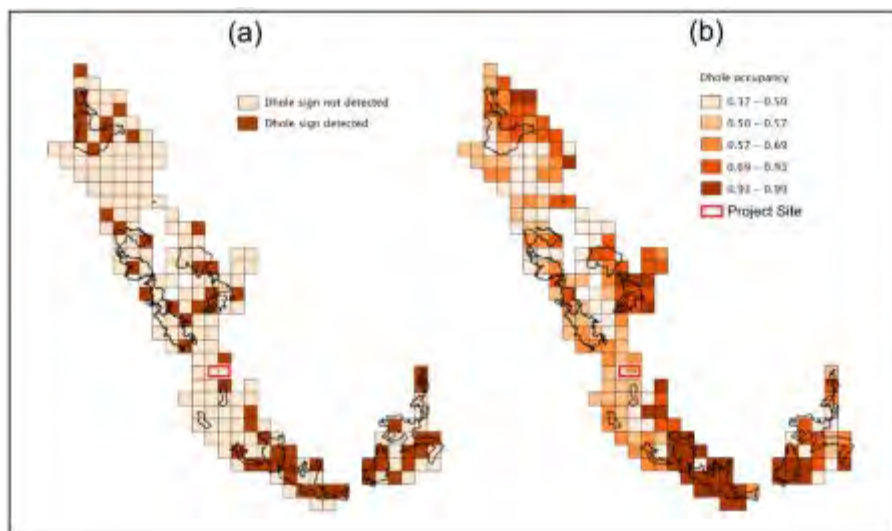 (a)
Dhole sign not detected
Dhole sign detected
(b)
Dhole occupancy
0.37 – 0.50
0.50 – 0.57
0.57 – 0.69
0.69 – 0.93
0.93 – 0.99
Project Site